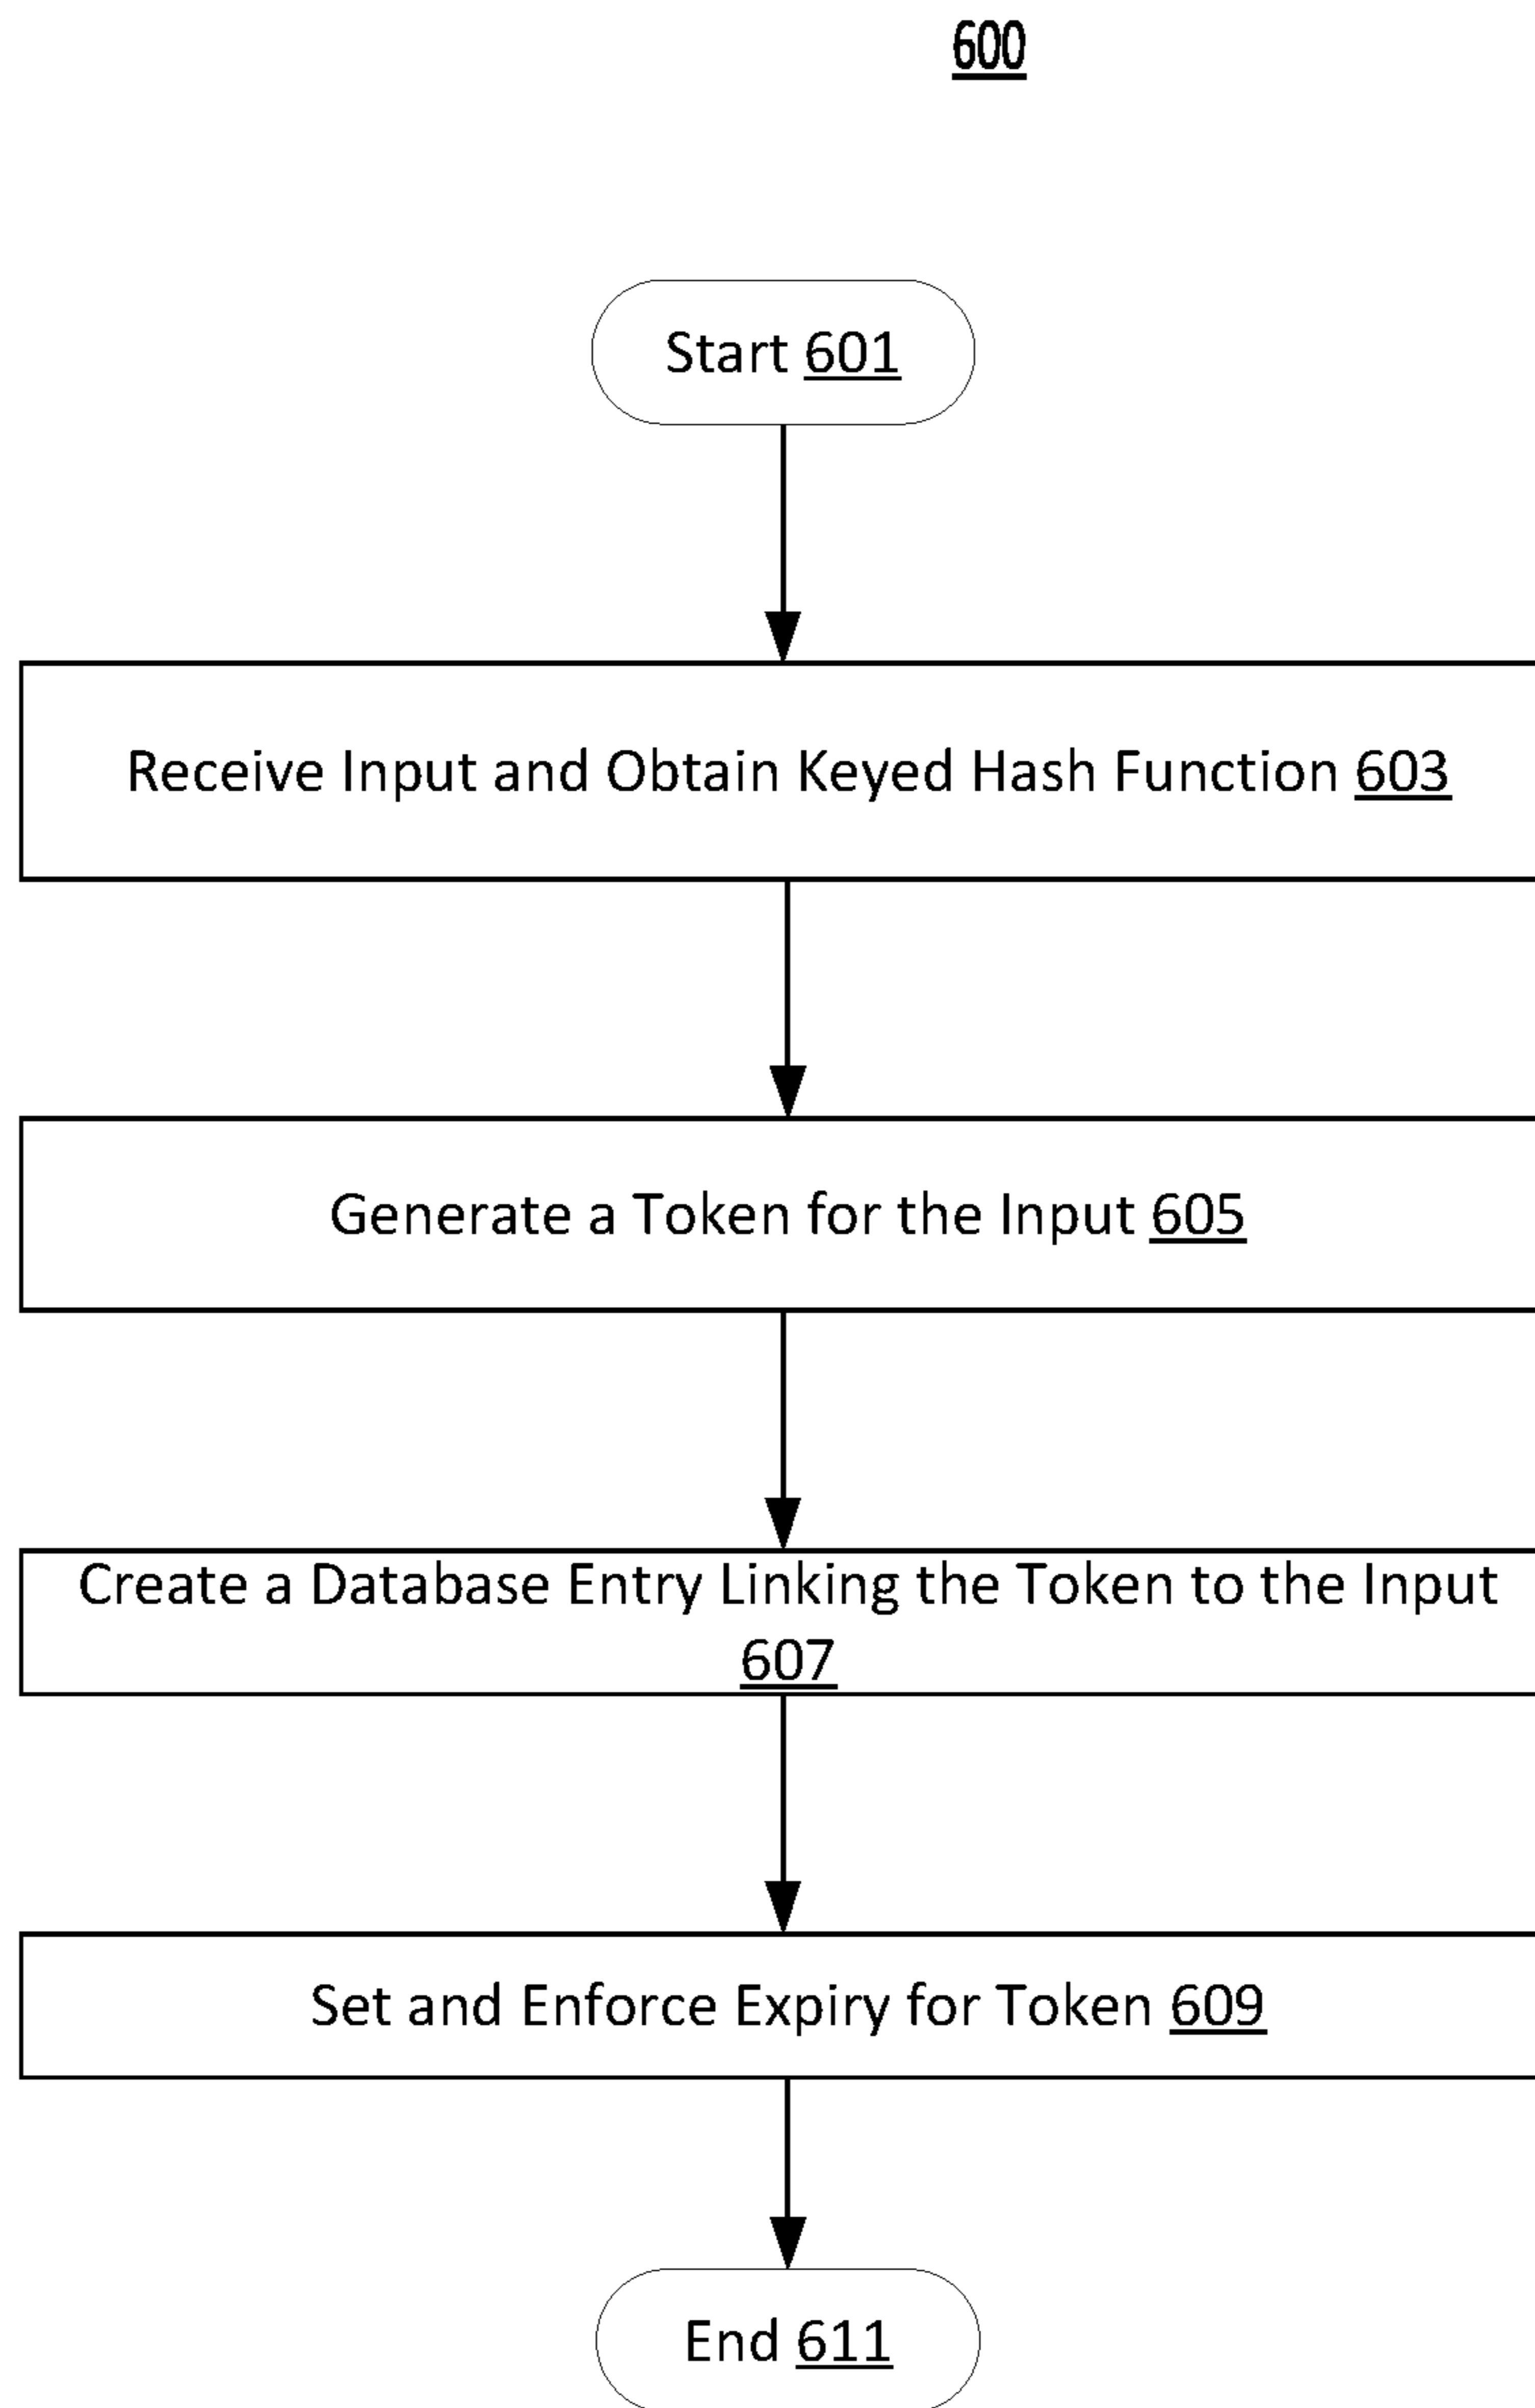 600
Start 601
Receive Input and Obtain Keyed Hash Function 603
Generate a Token for the Input 605
Create a Database Entry Linking the Token to the Input
607
Set and Enforce Expiry for Token 609
End 611